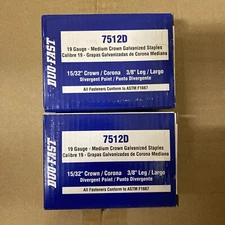 DUO-FAST
7512D
19 Gauge - Medium Crown Galvanized Staples
Calibre 19 - Grapas Galvanizadas de Corona Mediana
15/32" Crown / Corona 3/8" Leg / Largo
Divergent Point / Punto Divergente
All Fasteners Conform to ASTM F1667
DUO-FAST
7512D
19 Gauge - Medium Crown Galvanized Staples
Calibre 19 - Grapas Galvanizadas de Corona Mediana
15/32" Crown / Corona 3/8" Leg / Largo
Divergent Point / Punto Divergente
All Fasteners Conform to ASTM F1667